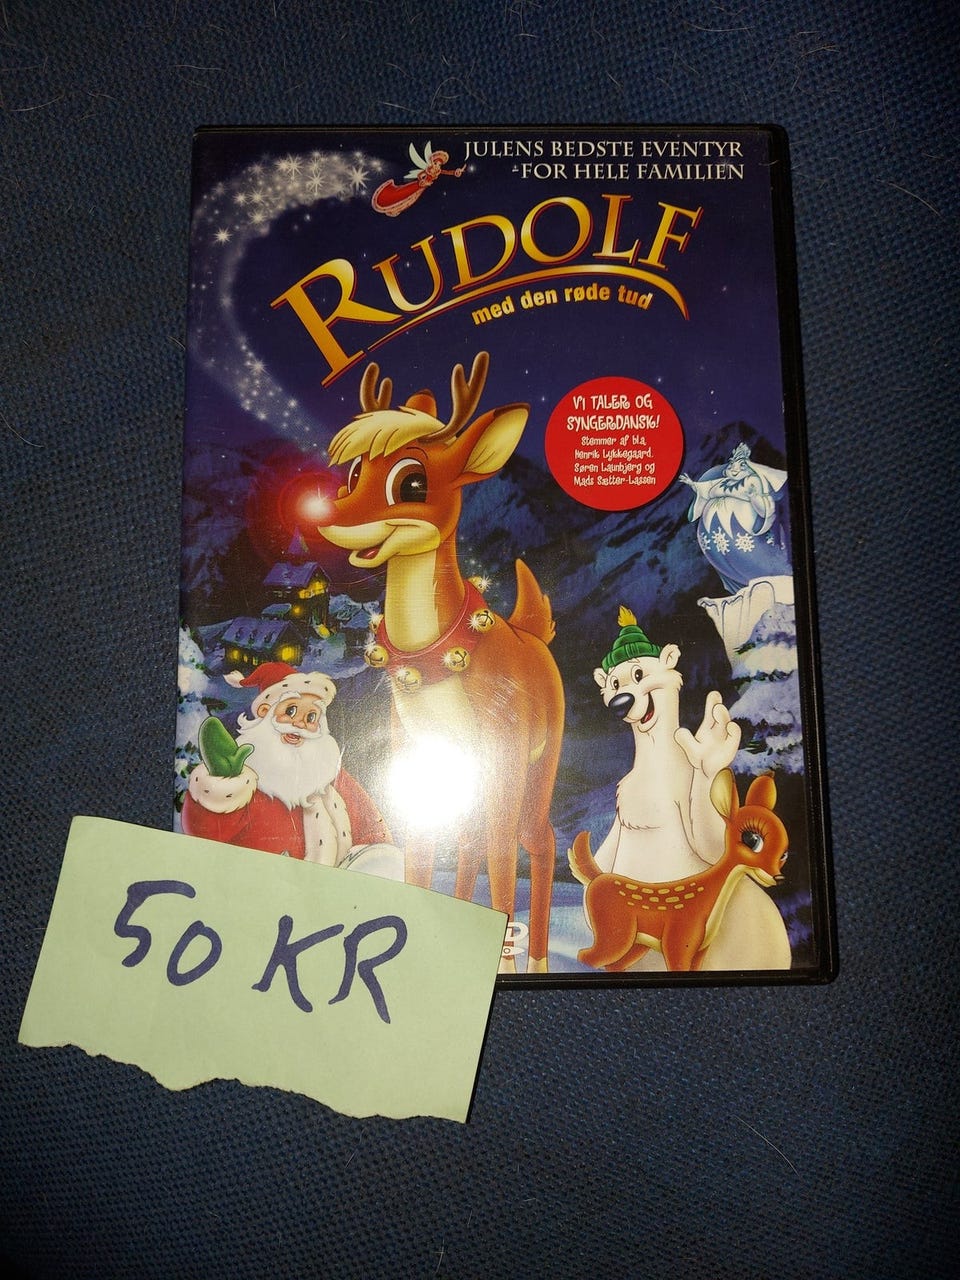 JULENS BEDSTE EVENTYR
-FOR HELE FAMILIEN
RUDOLF
med den røde tud
VI TALER OG
SYNGER DANSK!
Stemmer af bl.a.
Henrik Lykkegaard,
Søren Launbjerg og
Mads Sætter-Lassen
50 KR